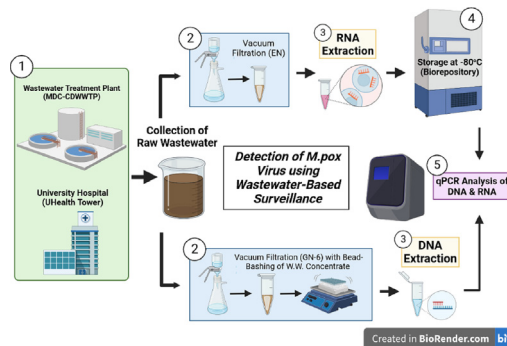 1
Wastewater Treatment Plant
(MDC-CDWWTP)
University Hospital
(UHealth Tower)
Collection of
Raw Wastewater
2
Vacuum
Filtration (EN)
3
RNA
Extraction
4
Storage at -80°C
(Biorepository)
Detection of M.pox
Virus using
Wastewater-Based
Surveillance
5
qPCR Analysis of
DNA & RNA
2
Vacuum Filtration (GN-6) with Bead-
Bashing of W.W. Concentrate
3
DNA
Extraction
Created in BioRender.com
bi